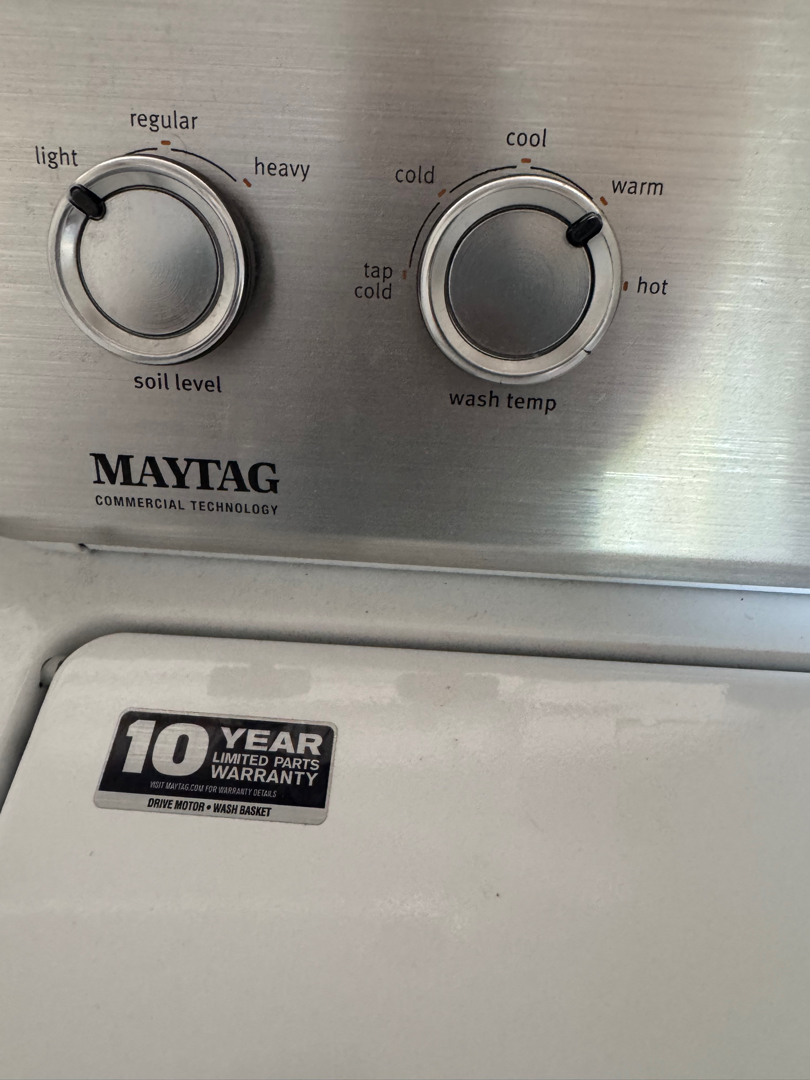 regular
light
heavy
soil level
cool
cold
warm
tap
cold
hot
wash temp
MAYTAG
COMMERCIAL TECHNOLOGY
10 YEAR
LIMITED PARTS
WARRANTY
VISIT MAYTAG.COM FOR WARRANTY DETAILS
DRIVE MOTOR • WASH BASKET